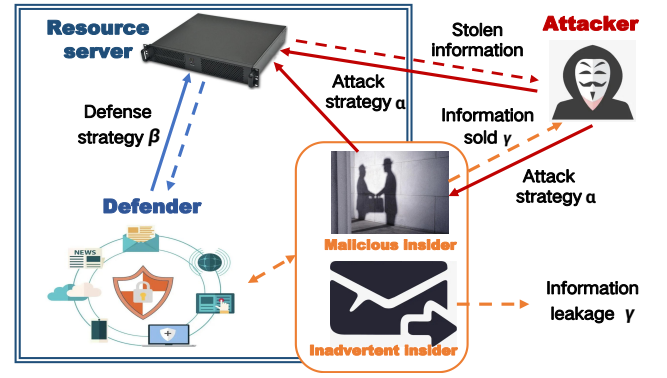 Resource
server
Attacker
Stolen
information
Attack
strategy α
Defense
strategy β
Information
sold γ
Attack
strategy α
Defender
NEWS
Malicious Insider
Inadvertent Insider
Information
leakage γ